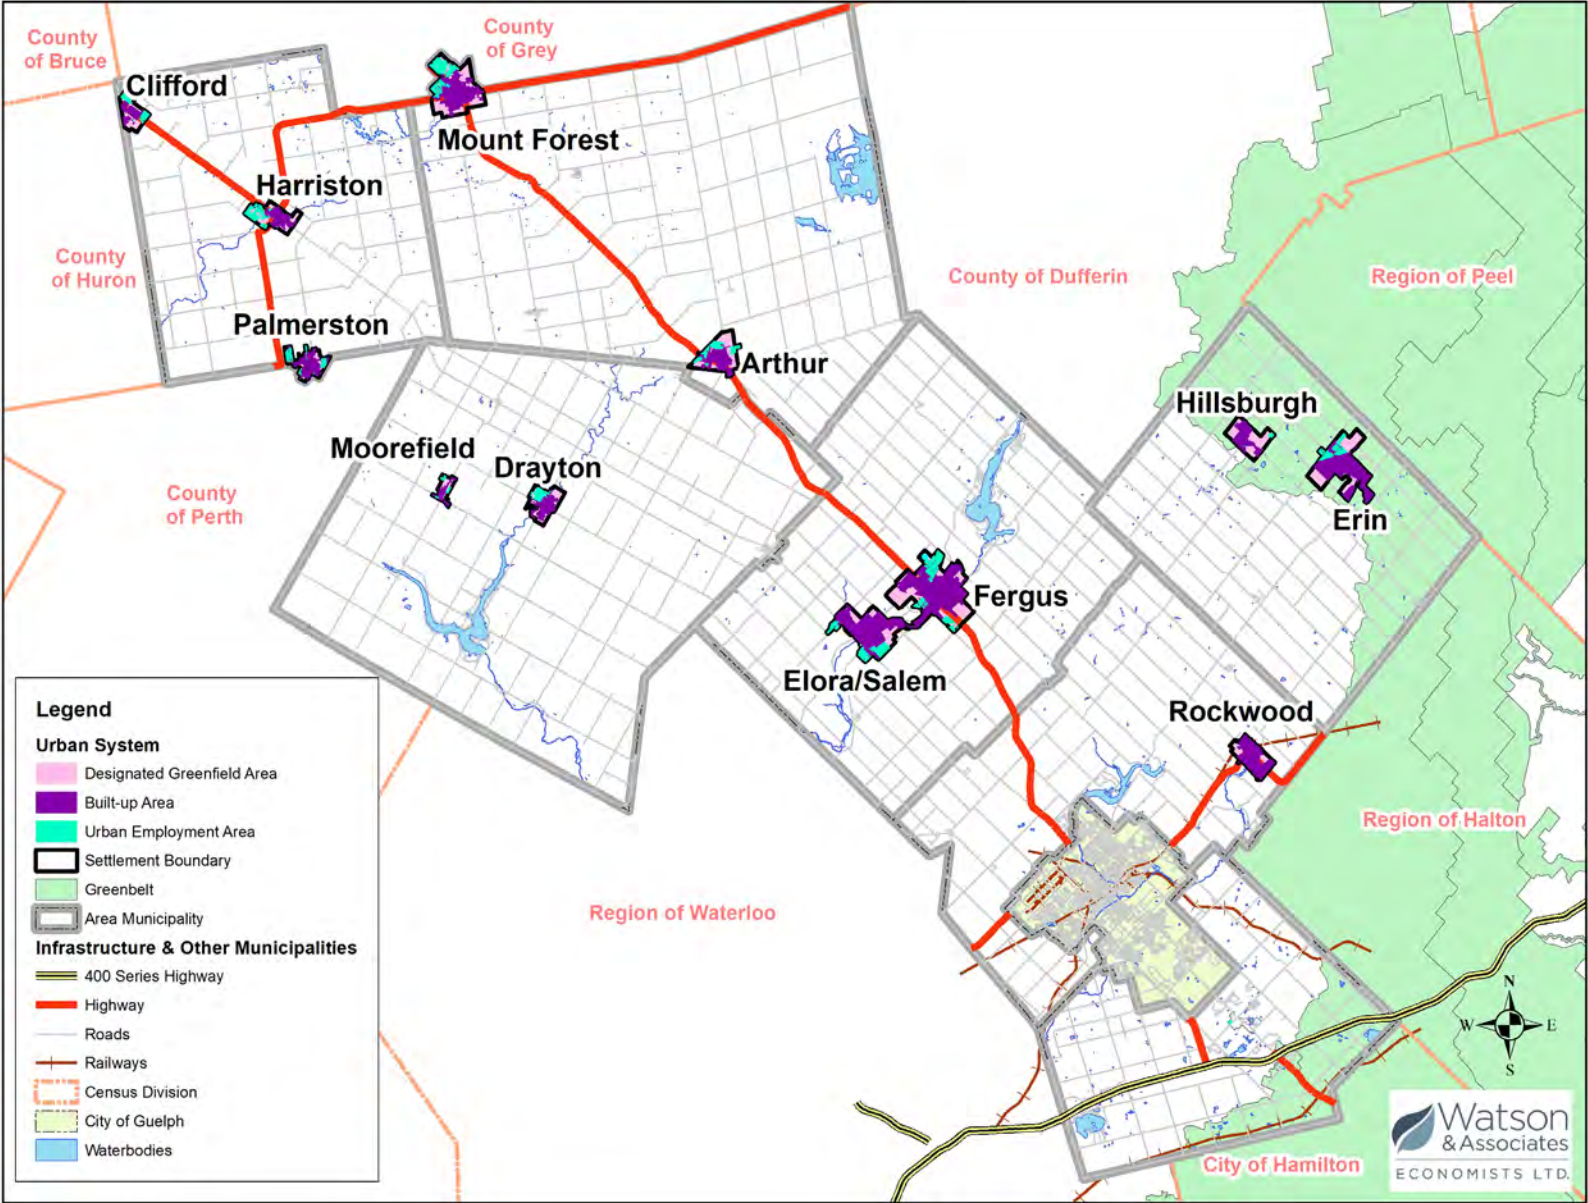 County
of Bruce
County
of Grey
Clifford
Mount Forest
Harriston
County
of Huron
County of Dufferin
Region of Peel
Palmerston
Arthur
Hillsburgh
Moorefield
Drayton
County
of Perth
Erin
Fergus
Elora/Salem
Rockwood
Region of Halton
Region of Waterloo
City of Hamilton
Legend
Urban System
Designated Greenfield Area
Built-up Area
Urban Employment Area
Settlement Boundary
Greenbelt
Area Municipality
Infrastructure & Other Municipalities
400 Series Highway
Highway
Roads
Railways
Census Division
City of Guelph
Waterbodies
N
W E
S
Watson
& Associates
ECONOMISTS LTD.